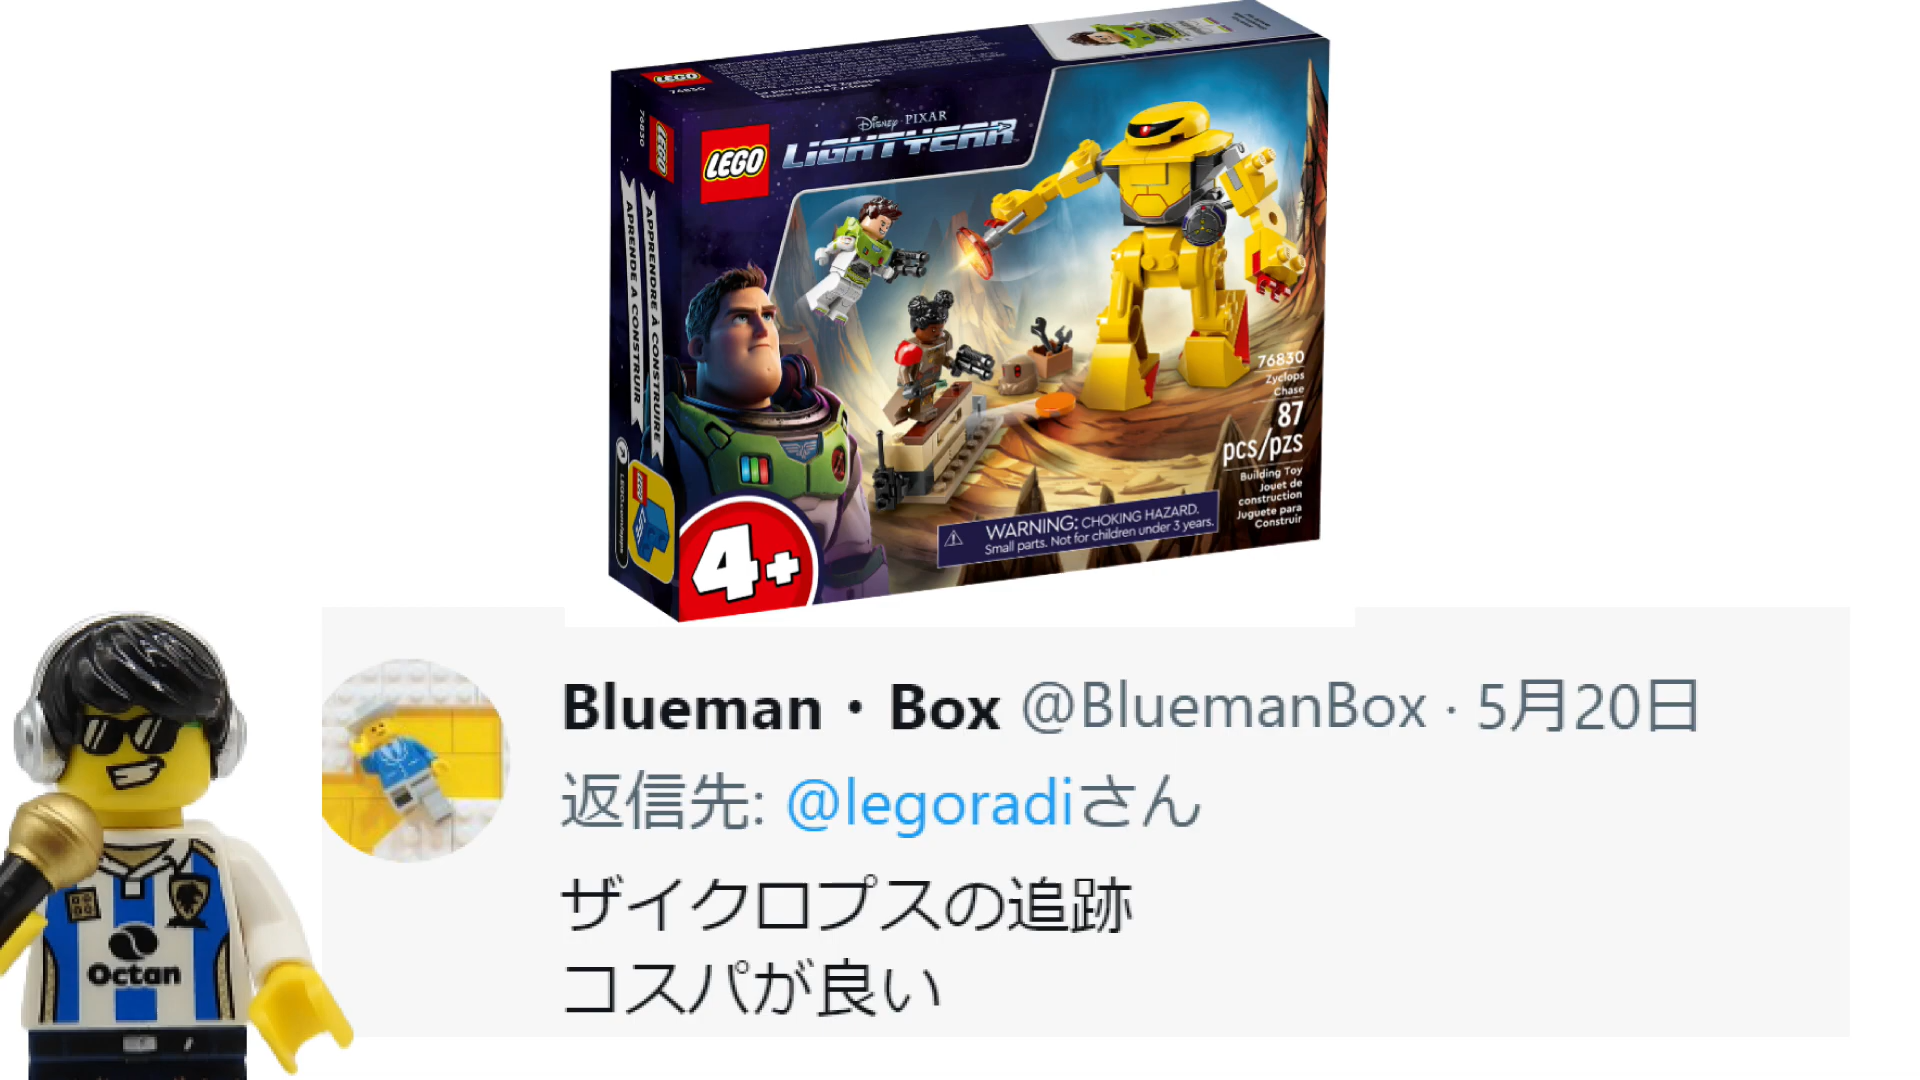 LEGO
76830
LEGO
76830
APPRENDRE À CONSTRUIRE
APRENDE A CONSTRUIR
LEGO
DISNEY · PIXAR
LIGHTYEAR
76830
Zyclops
Chase
87
pcs/pzs
Building Toy
Jouet de
construction
Juguete para
Construir
WARNING: CHOKING HAZARD.
Small parts. Not for children under 3 years.
4+
Blueman・Box @BluemanBox · 5月20日
返信先: @legoradiさん
ザイクロプスの追跡
コスパが良い
Octan